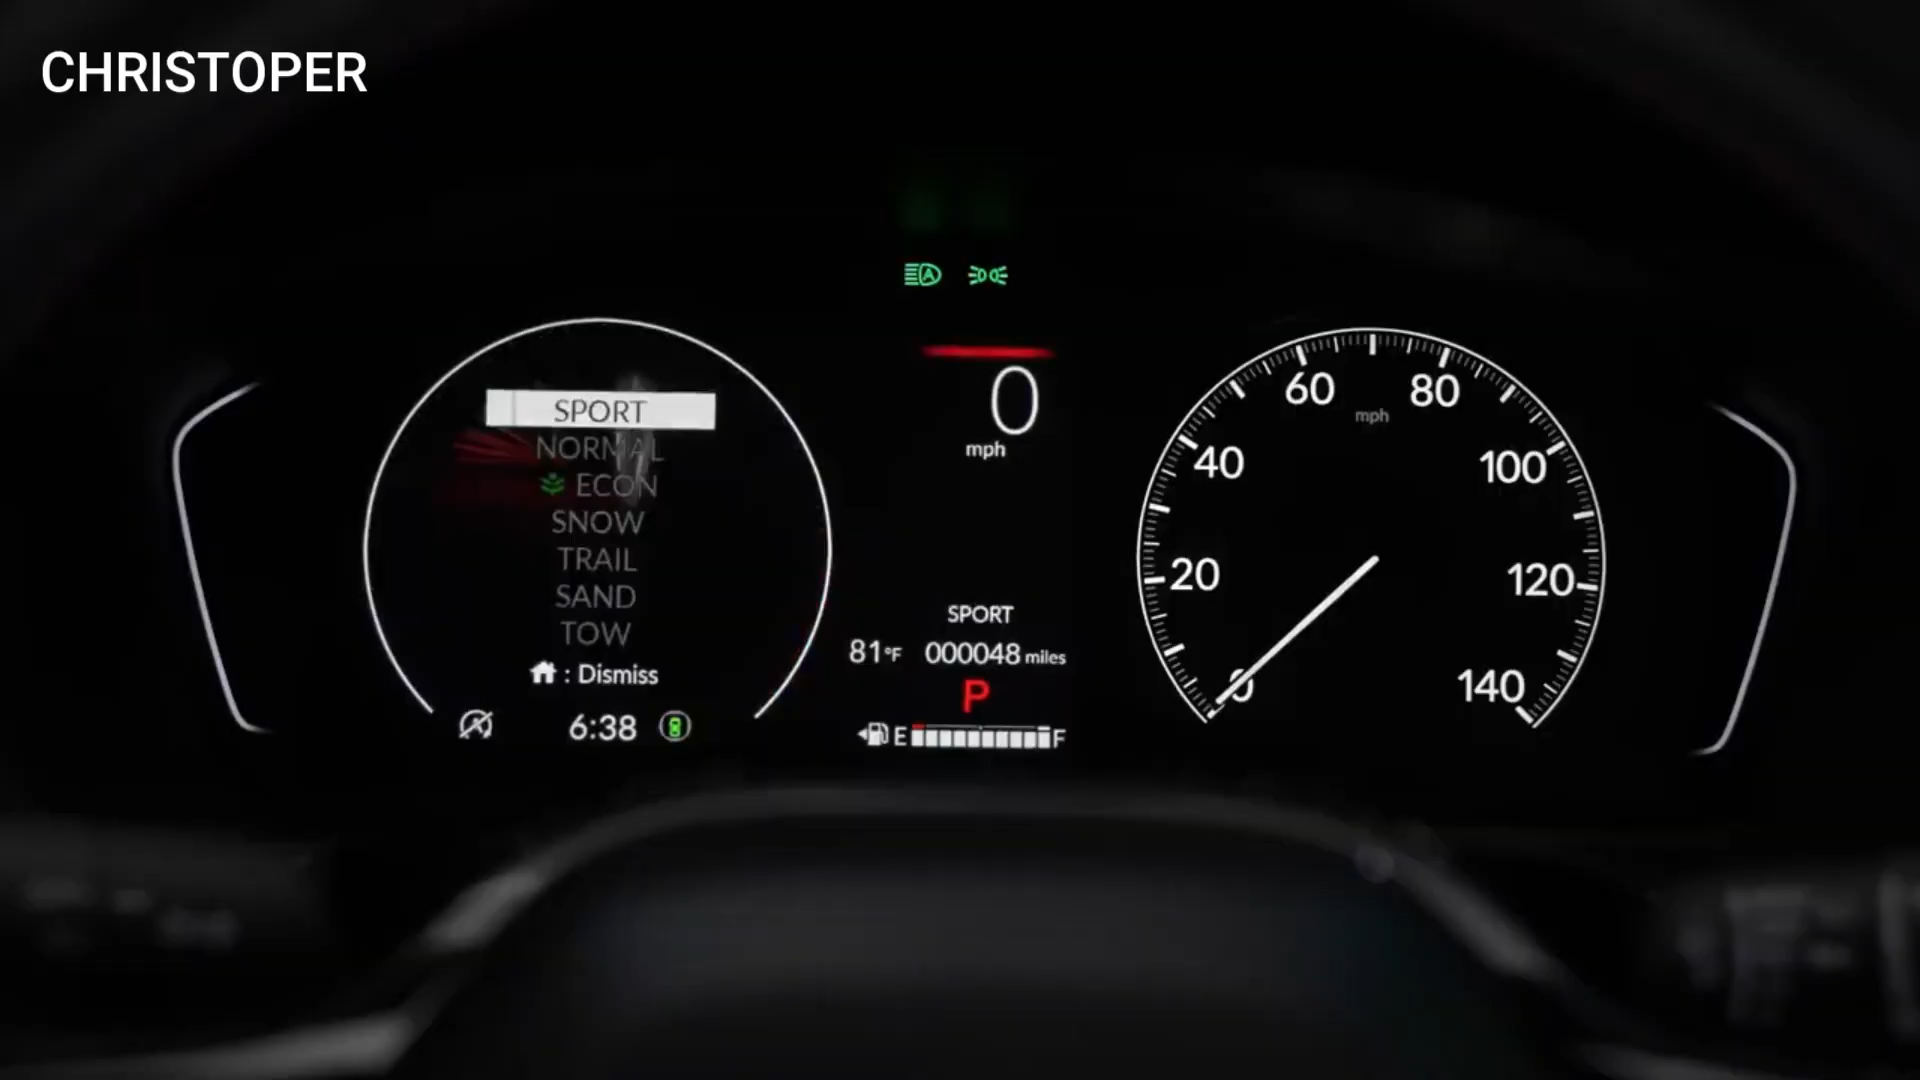 CHRISTOPER
SPORT
NORMAL
ECON
SNOW
TRAIL
SAND
TOW
: Dismiss
6:38
A
0
mph
SPORT
81°F 000048 miles
P
E F
0
20
40
60
80
100
120
140
mph